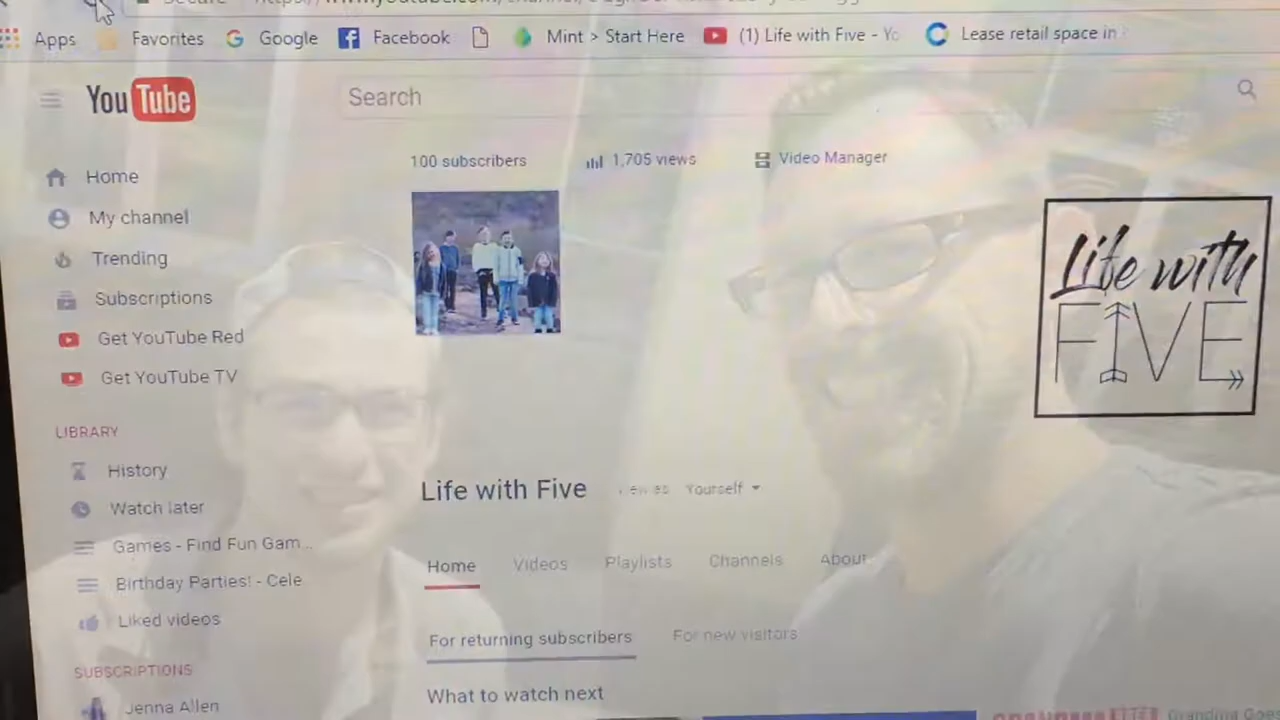 Apps Favorites Google Facebook Mint > Start Here (1) Life with Five - Yo Lease retail space in
YouTube
Search
100 subscribers 1,705 views Video Manager
Home
My channel
Trending
Subscriptions
Get YouTube Red
Get YouTube TV
LIBRARY
History
Watch later
Games - Find Fun Gam...
Birthday Parties! - Cele
Liked videos
SUBSCRIPTIONS
Jenna Allen
Life with
FIVE
Life with Five Yourself
Home Videos Playlists Channels About
For returning subscribers For new visitors
What to watch next